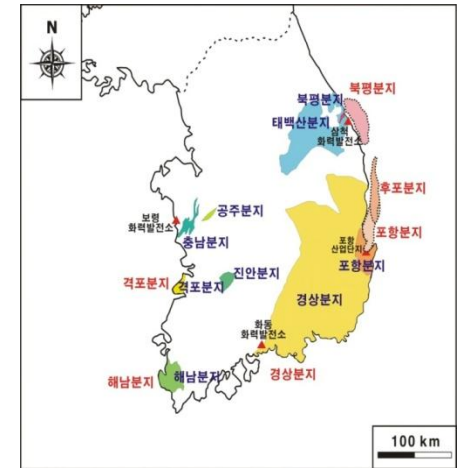 N
북평분지
북평분지
태백산분지
삼척
화력발전소
후포분지
공주분지
보령
화력발전소
충남분지
포항분지
포항
산업단지
포항분지
진안분지
격포분지
격포분지
경상분지
화동
화력발전소
해남분지
해남분지
경상분지
100 km